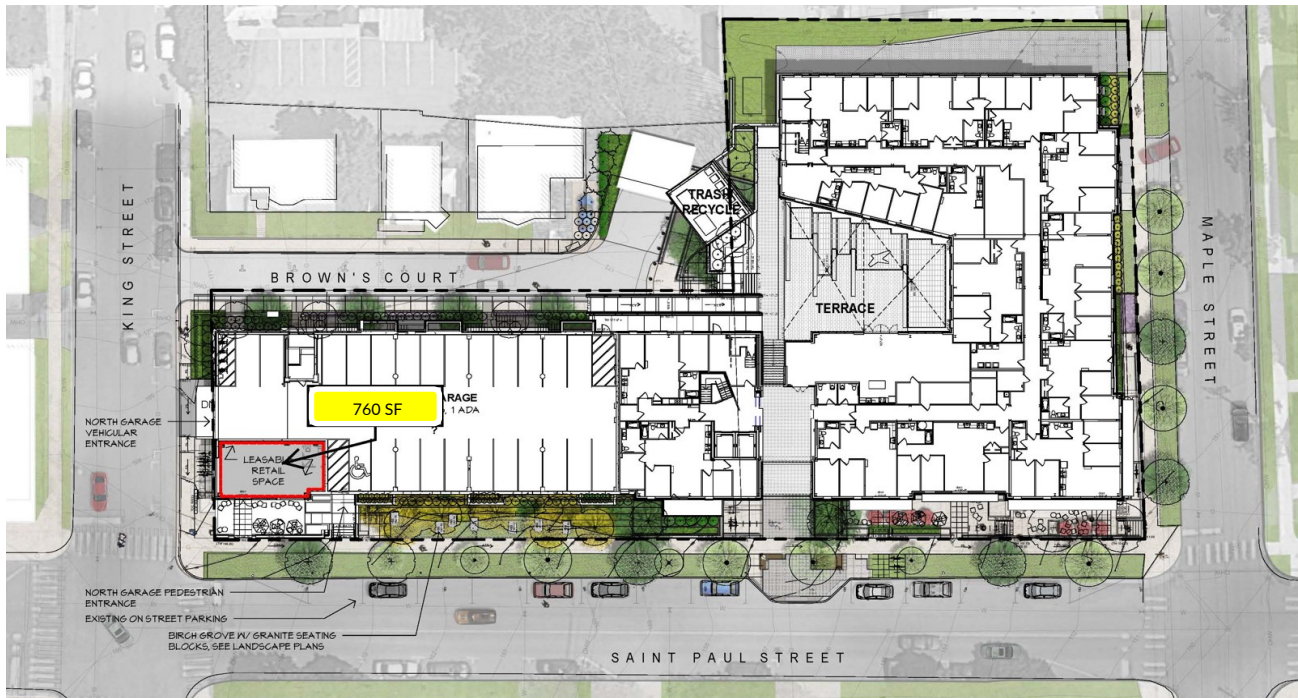 TRASH
RECYCLE
KING STREET
MAPLE STREET
BROWN'S COURT
TERRACE
760 SF
ARAGE
1 ADA
?
NORTH GARAGE
VEHICULAR
ENTRANCE
LEASABL
RETAIL
SPACE
NORTH GARAGE PEDESTRIAN
ENTRANCE
EXISTING ON STREET PARKING
BIRCH GROVE W/ GRANITE SEATING
BLOCKS, SEE LANDSCAPE PLANS
SAINT PAUL STREET